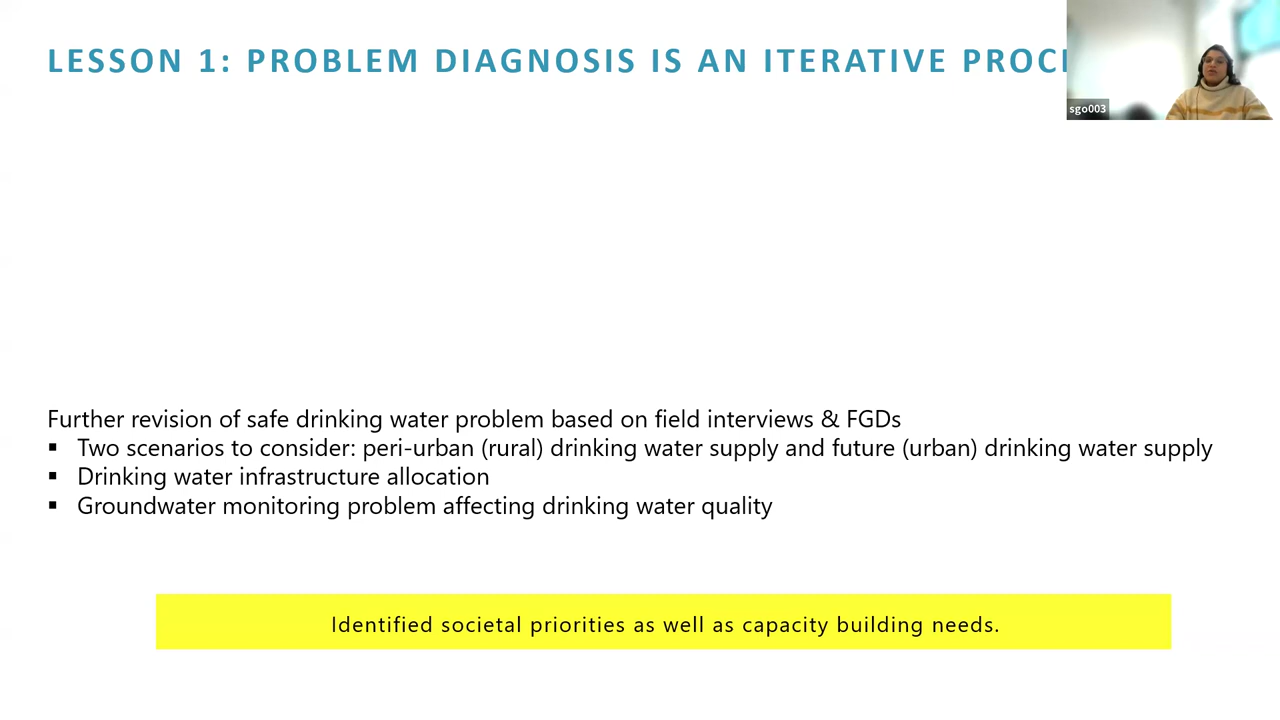 LESSON 1: PROBLEM DIAGNOSIS IS AN ITERATIVE
sgo003
Further revision of safe drinking water problem based on field interviews & FGDs
▪ Two scenarios to consider: peri-urban (rural) drinking water supply and future (urban) drinking water supply
▪ Drinking water infrastructure allocation
▪ Groundwater monitoring problem affecting drinking water quality
Identified societal priorities as well as capacity building needs.